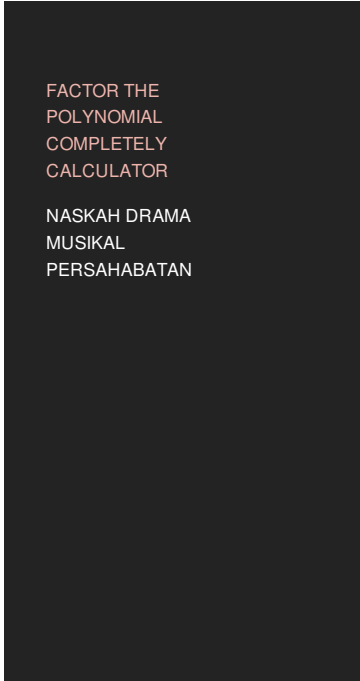 FACTOR THE
POLYNOMIAL
COMPLETELY
CALCULATOR
NASKAH DRAMA
MUSIKAL
PERSAHABATAN